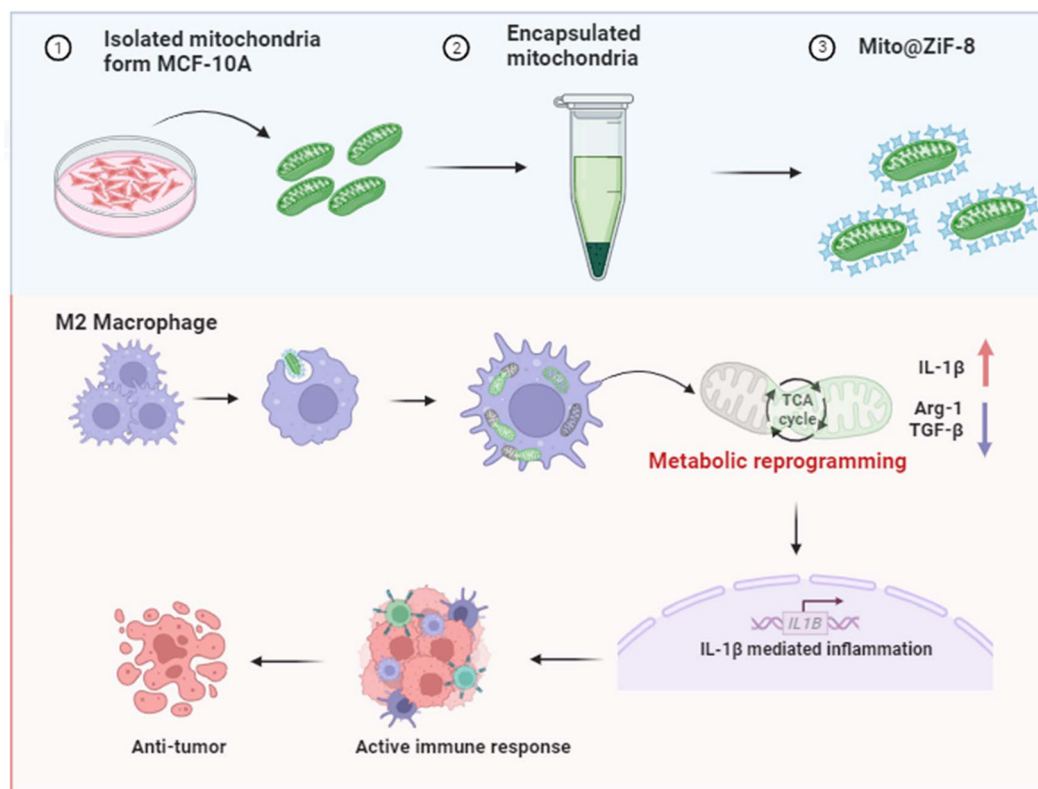 1
Isolated mitochondria
form MCF-10A
2
Encapsulated
mitochondria
3
Mito@ZiF-8
M2 Macrophage
TCA
cycle
IL-1β
Arg-1
TGF-β
Metabolic reprogramming
IL1B
IL-1β mediated inflammation
Anti-tumor
Active immune response